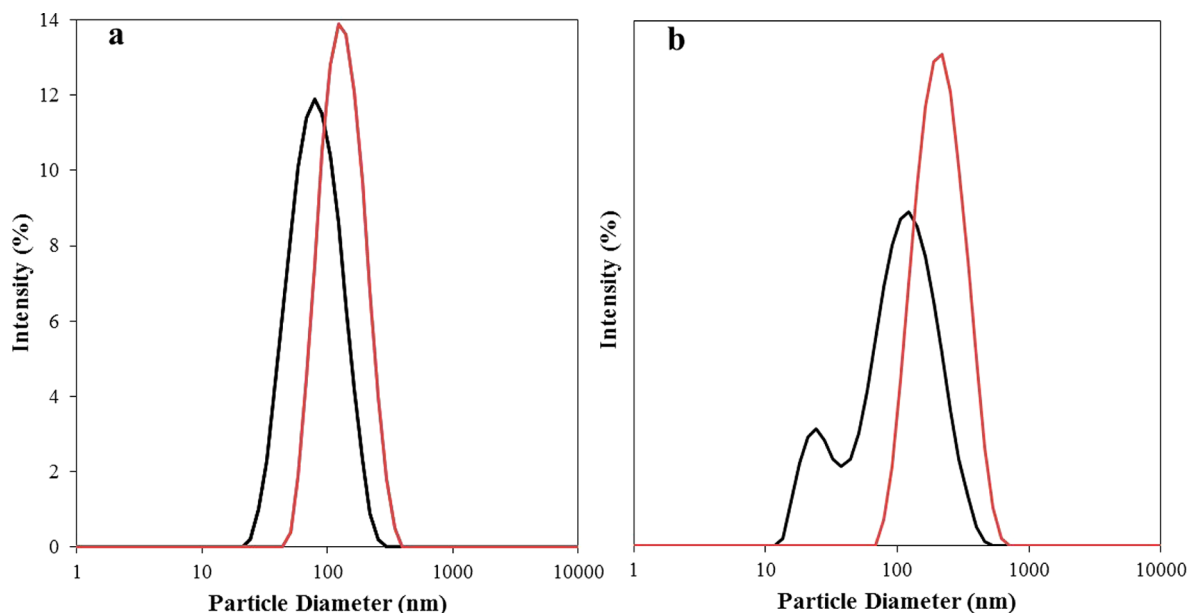 a
14
12
10
8
6
4
2
0
Intensity (%)
1 10 100 1000 10000
Particle Diameter (nm)
b
Intensity (%)
1 10 100 1000 10000
Particle Diameter (nm)